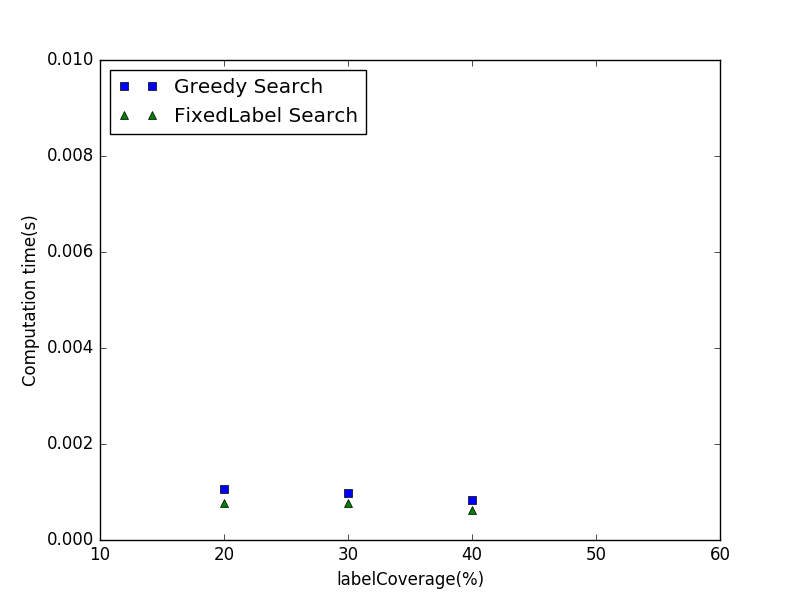 0.010
0.008
0.006
0.004
0.002
0.000
Computation time(s)
Greedy Search
FixedLabel Search
10 20 30 40 50 60
labelCoverage(%)